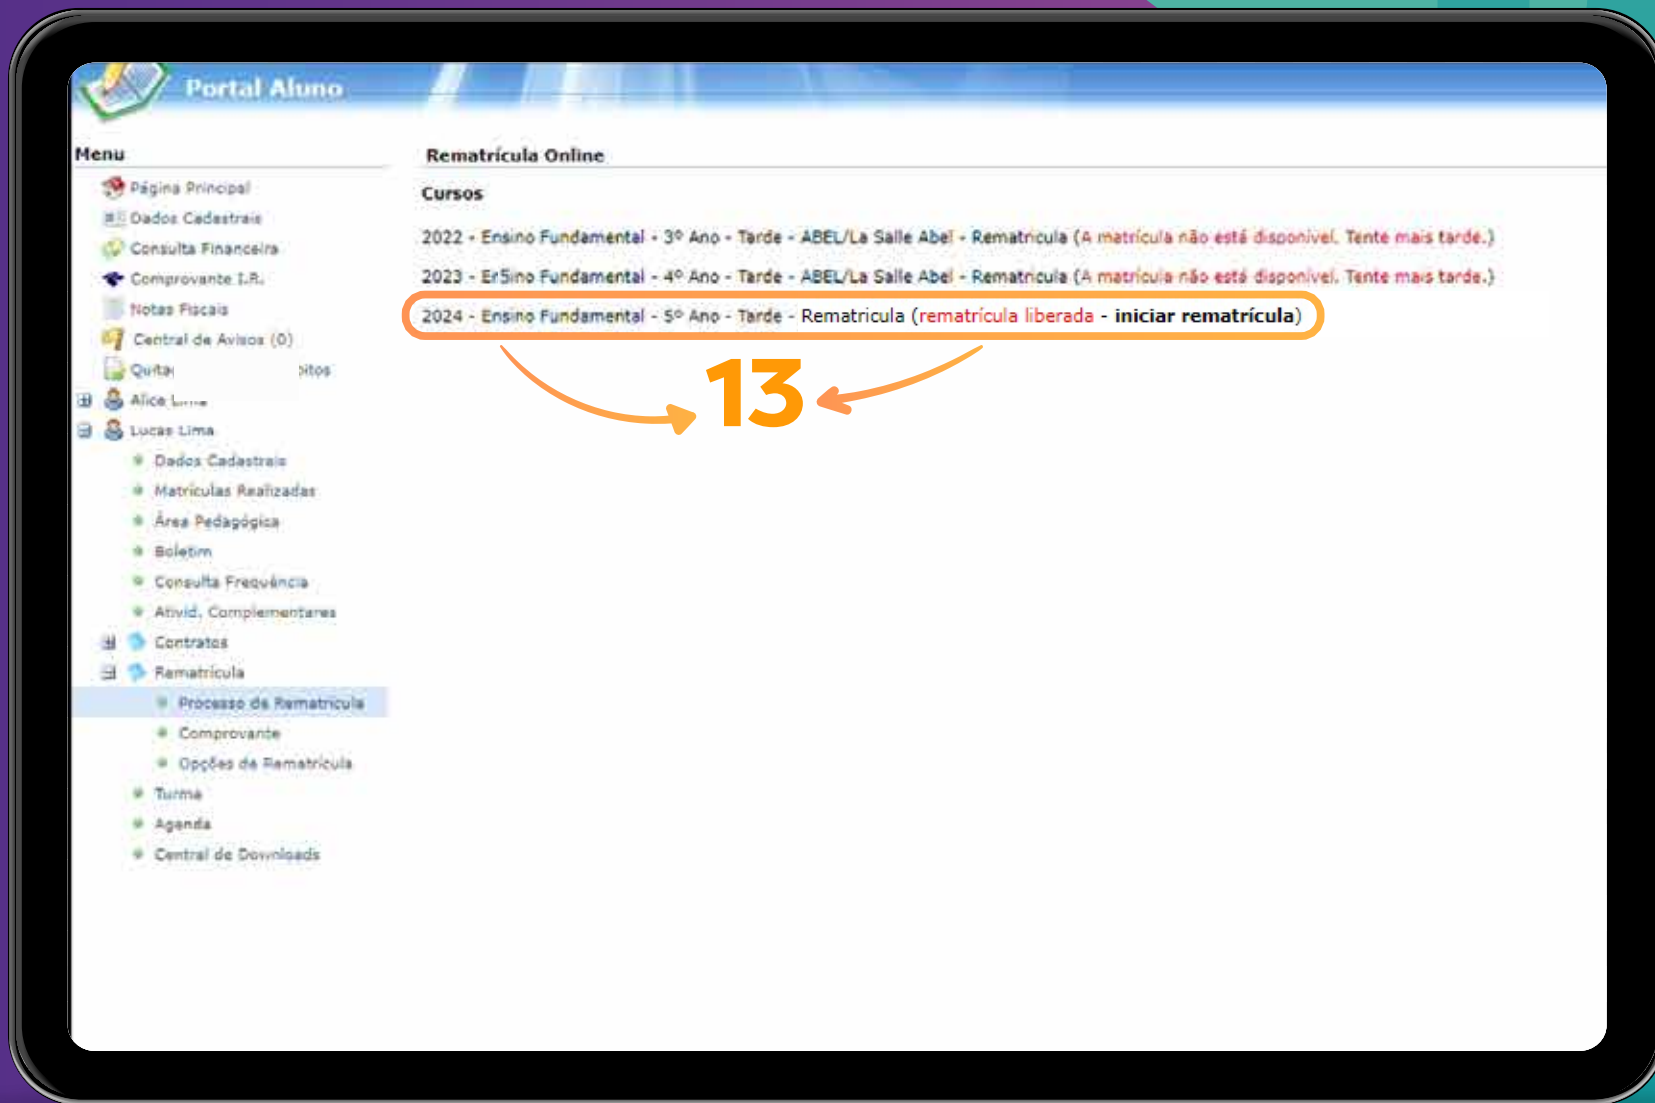 Portal Aluno
Menu
Página Principal
Dados Cadastrais
Consulta Financeira
Comprovante I.R.
Notas Fiscais
Central de Avisos (0)
Alice
Lucas Lima
Dados Cadastrais
Matrículas Realizadas
Área Pedagógica
Boletim
Consulta Frequência
Ativid. Complementares
Contratos
Rematrícula
Processo de Rematrícula
Comprovante
Opções de Rematrícula
Turma
Agenda
Central de Downloads
Rematrícula Online
Cursos
2022 - Ensino Fundamental - 3º Ano - Tarde - ABEL/La Salle Abel - Rematricula (A matrícula não está disponível. Tente mais tarde.)
2023 - Er5ino Fundamental - 4º Ano - Tarde - ABEL/La Salle Abel - Rematricula (A matrícula não está disponível. Tente mais tarde.)
2024 - Ensino Fundamental - 5º Ano - Tarde - Rematricula (rematrícula liberada - iniciar rematrícula)
13